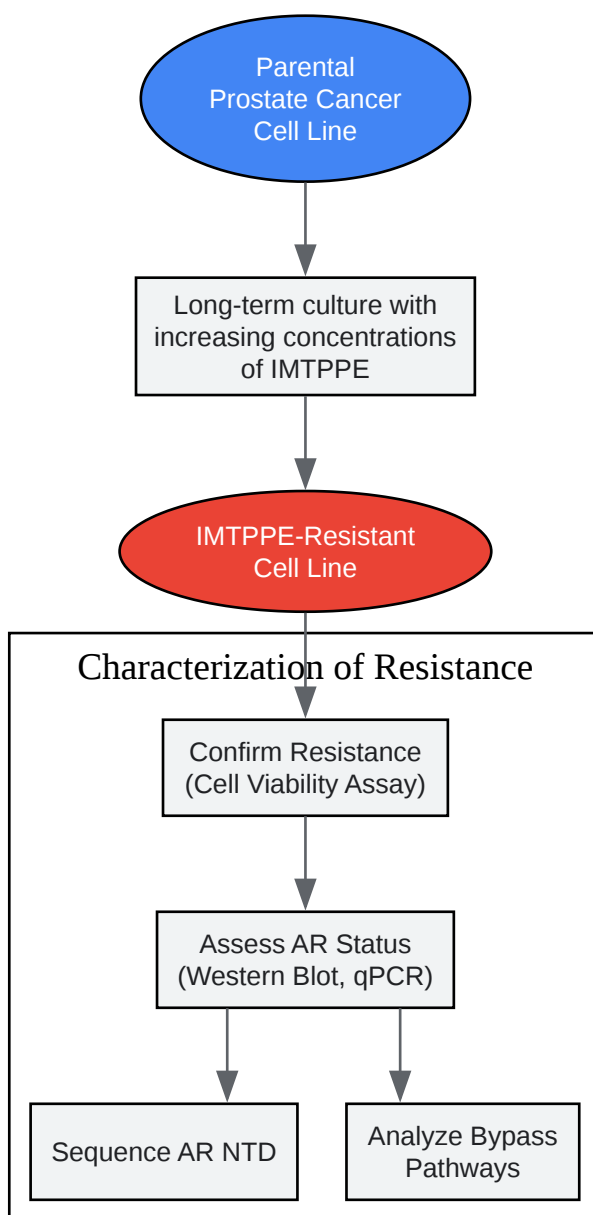 Parental
Prostate Cancer
Cell Line
Long-term culture with
increasing concentrations
of IMTPPE
IMTPPE-Resistant
Cell Line
Characterization of Resistance
Confirm Resistance
(Cell Viability Assay)
Assess AR Status
(Western Blot, qPCR)
Sequence AR NTD
Analyze Bypass
Pathways